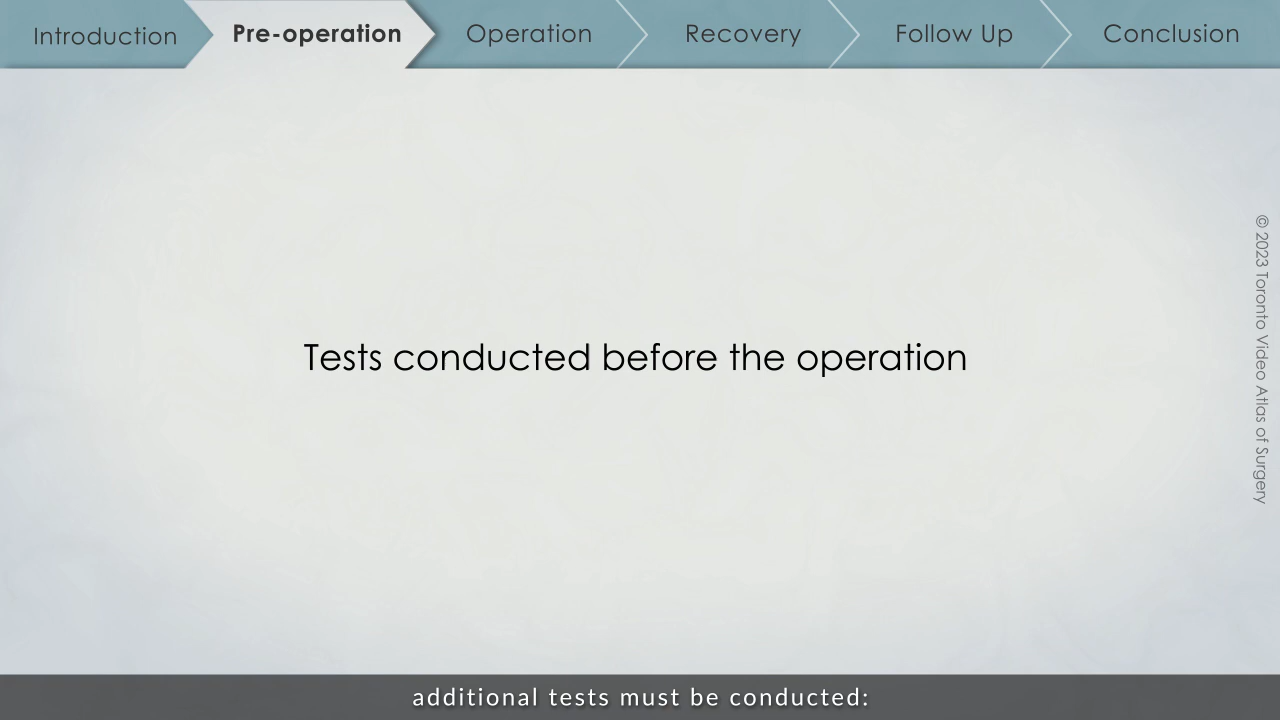 Introduction
Pre-operation
Operation
Recovery
Follow Up
Conclusion
Tests conducted before the operation
© 2023 Toronto Video Atlas of Surgery
additional tests must be conducted: